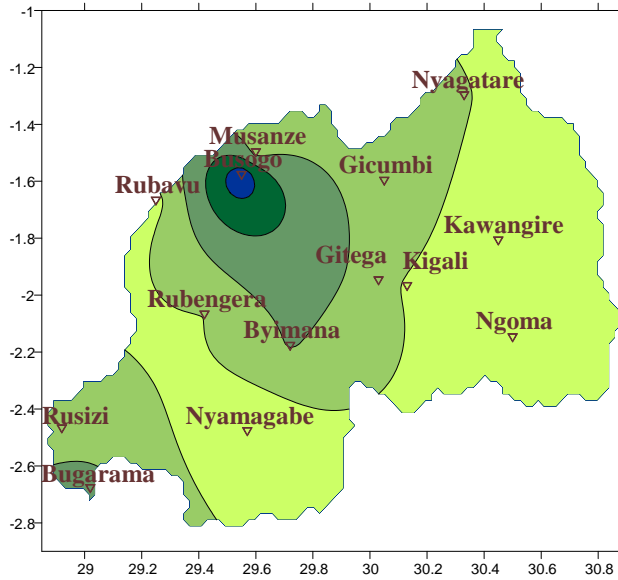 -1
-1.2
Nyagatare
-1.4
Musanze
Busogo
Gicumbi
-1.6
Rubavu
-1.8
Kawangire
Gitega
Kigali
-2
Rubengera
Ngoma
Byimana
-2.2
-2.4
Rusizi
Nyamagabe
-2.6
Bugarama
-2.8
29 29.2 29.4 29.6 29.8 30 30.2 30.4 30.6 30.8